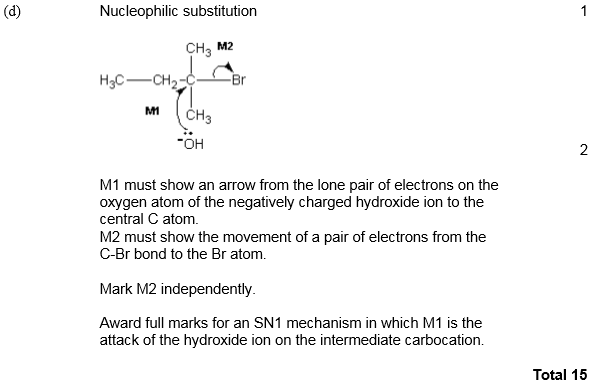 (d) Nucleophilic substitution 1
CH3 M2
H3C CH2 C Br
M1 CH3
-OH
2
M1 must show an arrow from the lone pair of electrons on the
oxygen atom of the negatively charged hydroxide ion to the
central C atom.
M2 must show the movement of a pair of electrons from the
C-Br bond to the Br atom.
Mark M2 independently.
Award full marks for an SN1 mechanism in which M1 is the
attack of the hydroxide ion on the intermediate carbocation.
Total 15